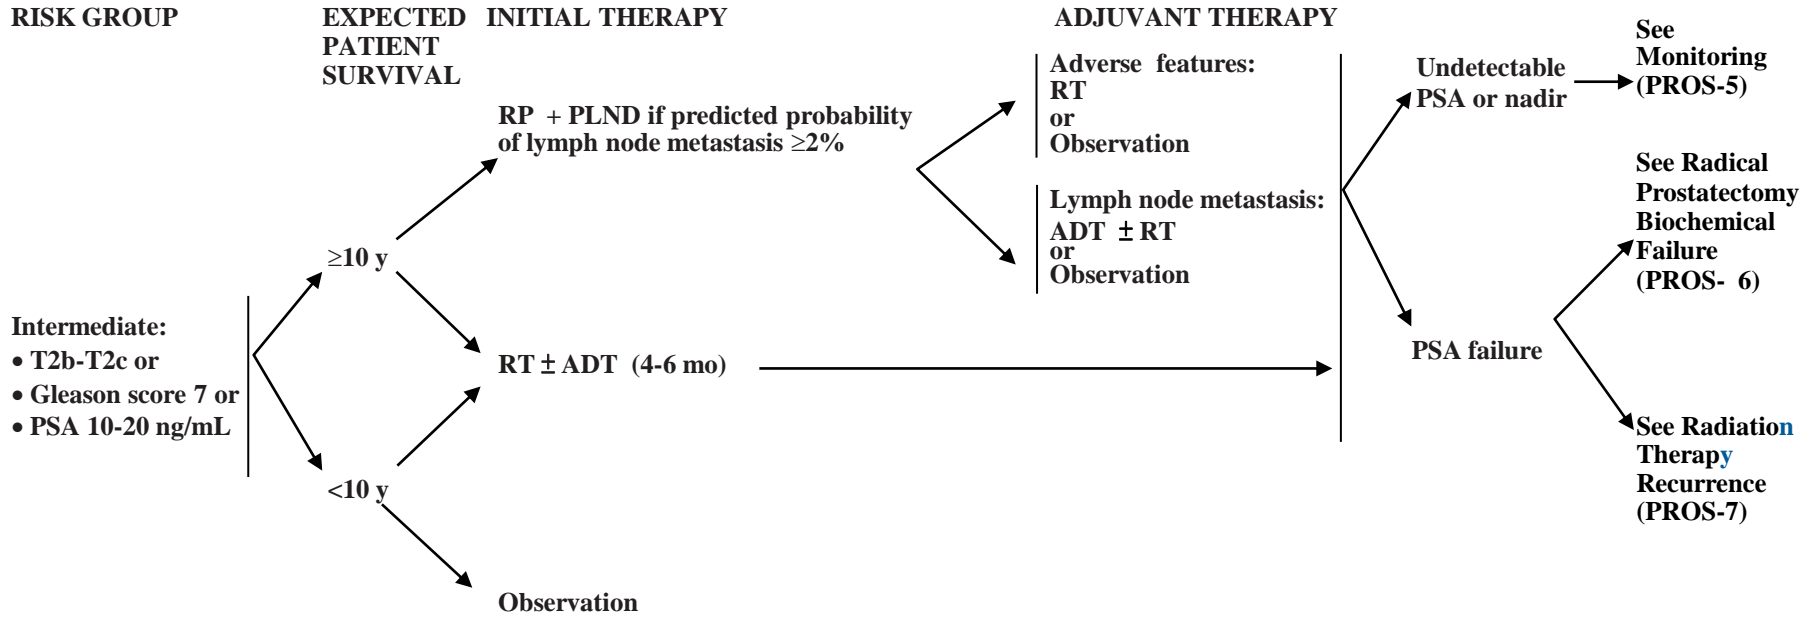 RISK GROUP
EXPECTED
PATIENT
SURVIVAL
INITIAL THERAPY
ADJUVANT THERAPY
Intermediate:
• T2b-T2c or
• Gleason score 7 or
• PSA 10-20 ng/mL
≥10 y
<10 y
RP + PLND if predicted probability
of lymph node metastasis ≥2%
RT ± ADT (4-6 mo)
Observation
Adverse features:
RT
or
Observation
Lymph node metastasis:
ADT ± RT
or
Observation
Undetectable
PSA or nadir
PSA failure
See
Monitoring
(PROS-5)
See Radical
Prostatectomy
Biochemical
Failure
(PROS- 6)
See Radiation
Therapy
Recurrence
(PROS-7)